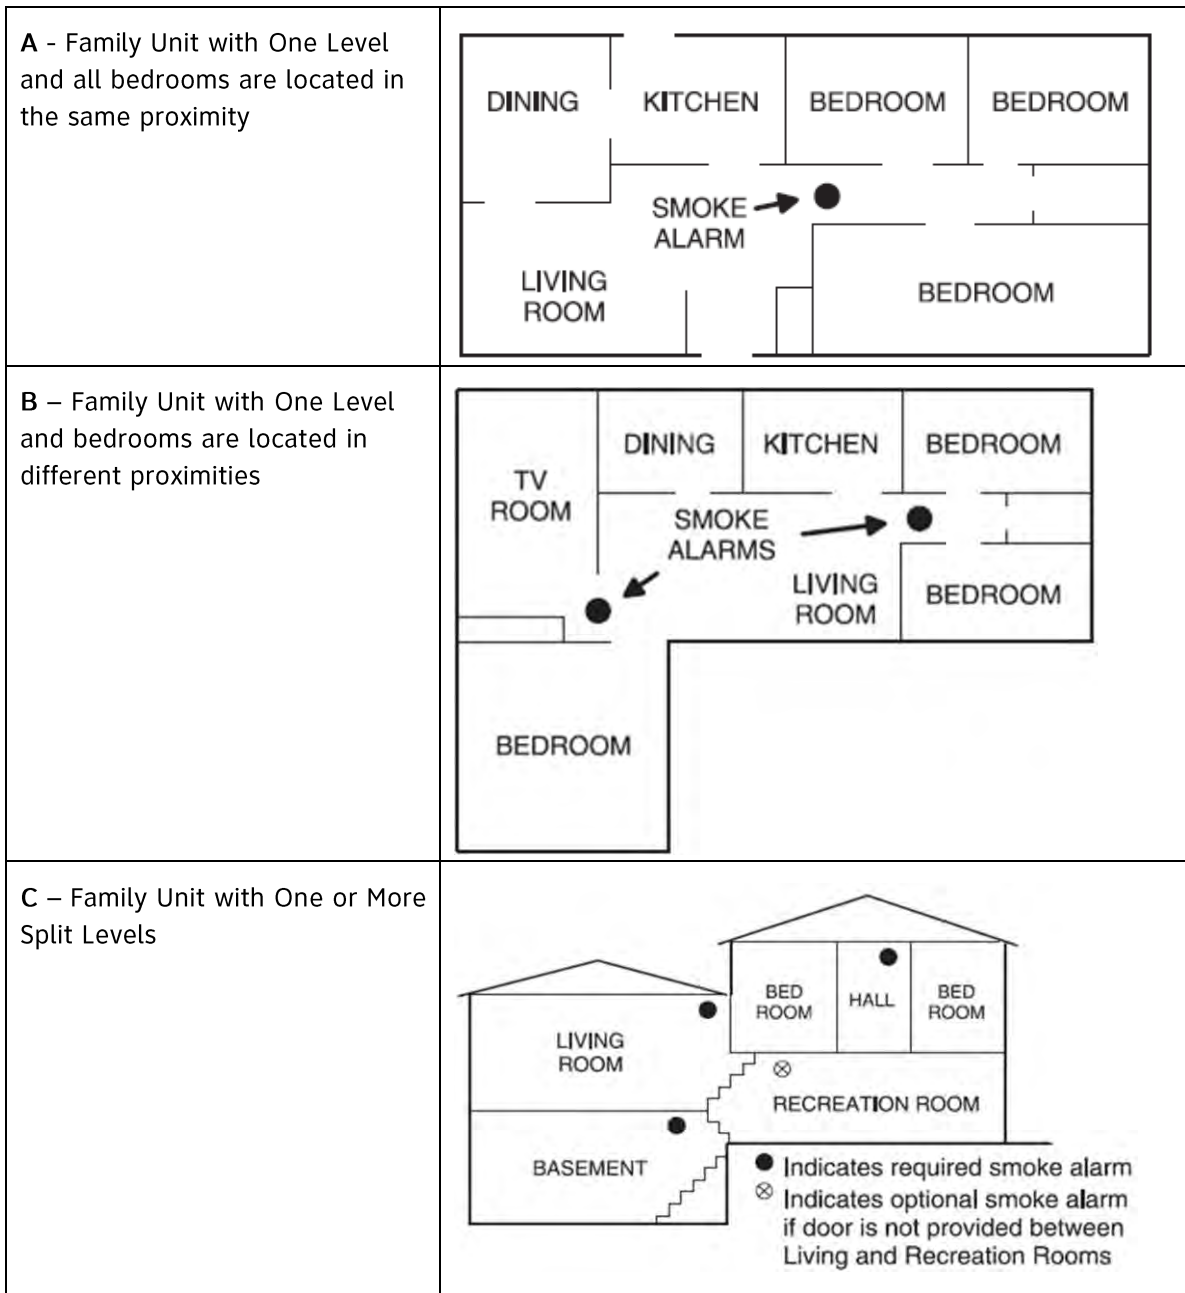 A - Family Unit with One Level
and all bedrooms are located in
the same proximity
DINING
KITCHEN
BEDROOM
BEDROOM
SMOKE
ALARM
LIVING
ROOM
BEDROOM
B – Family Unit with One Level
and bedrooms are located in
different proximities
TV
ROOM
DINING
KITCHEN
BEDROOM
SMOKE
ALARMS
LIVING
ROOM
BEDROOM
BEDROOM
C – Family Unit with One or More
Split Levels
BED
ROOM
HALL
BED
ROOM
LIVING
ROOM
RECREATION ROOM
BASEMENT
Indicates required smoke alarm
Indicates optional smoke alarm
if door is not provided between
Living and Recreation Rooms